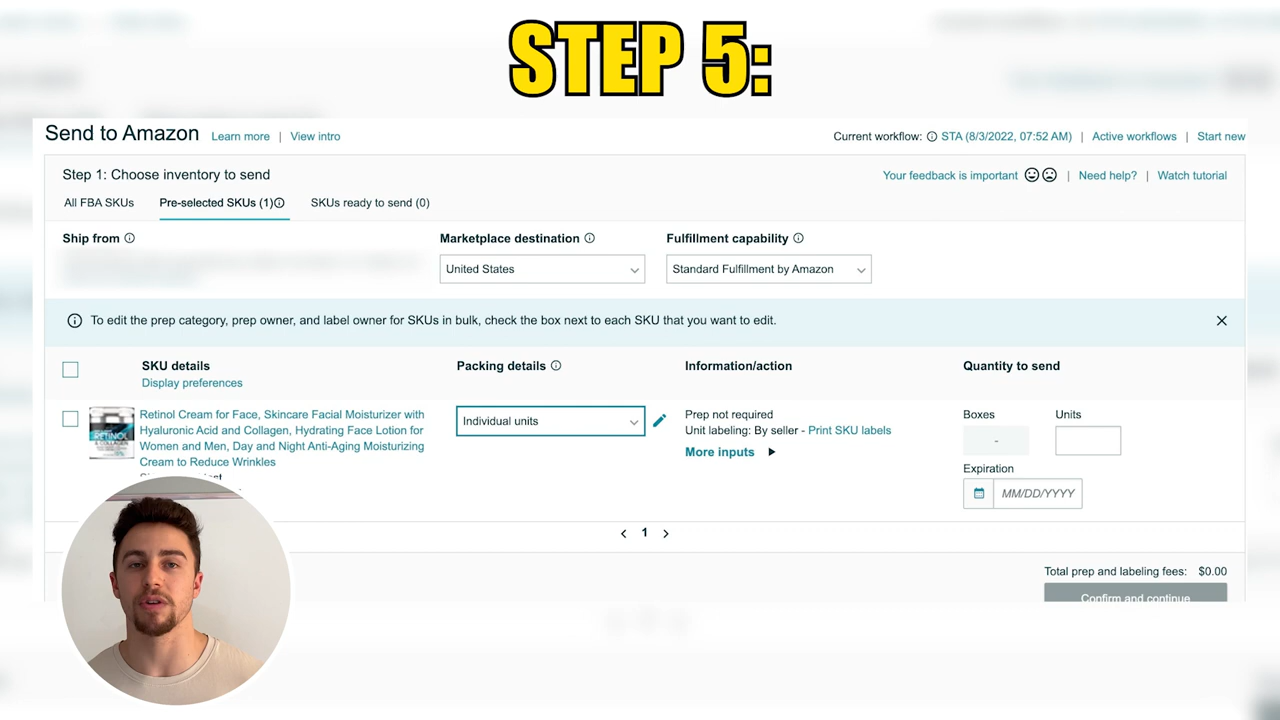 STEP 5:
Send to Amazon Learn more | View intro
Current workflow: STA (8/3/2022, 07:52 AM) | Active workflows | Start new
Step 1: Choose inventory to send
Your feedback is important | Need help? | Watch tutorial
All FBA SKUs Pre-selected SKUs (1) SKUs ready to send (0)
Ship from Marketplace destination Fulfillment capability
United States Standard Fulfillment by Amazon
To edit the prep category, prep owner, and label owner for SKUs in bulk, check the box next to each SKU that you want to edit.
SKU details Packing details Information/action Quantity to send
Display preferences
RETINOL
Retinol Cream for Face, Skincare Facial Moisturizer with
Hyaluronic Acid and Collagen, Hydrating Face Lotion for
Women and Men, Day and Night Anti-Aging Moisturizing
Cream to Reduce Wrinkles
Individual units
Prep not required
Unit labeling: By seller - Print SKU labels
More inputs
Boxes Units
-
Expiration
MM/DD/YYYY
1
Total prep and labeling fees: $0.00
Confirm and continue